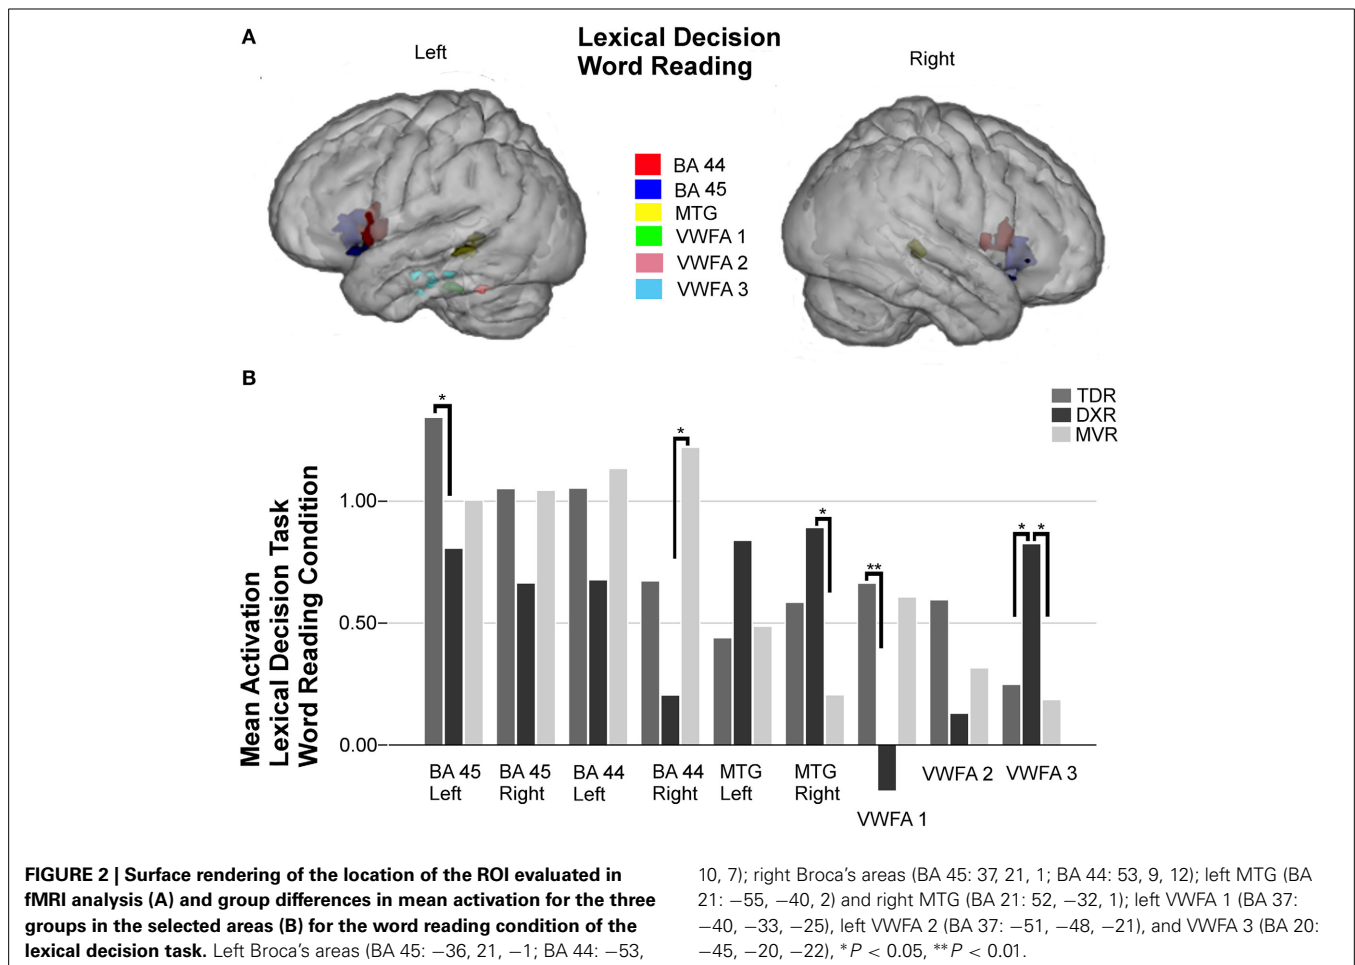 A
Lexical Decision
Word Reading
Left
Right
BA 44
BA 45
MTG
VWFA 1
VWFA 2
VWFA 3
B
TDR
DXR
MVR
Mean Activation
Lexical Decision Task
Word Reading Condition
1.00
0.50
0.00
*
*
*
**
* *
BA 45 Left
BA 45 Right
BA 44 Left
BA 44 Right
MTG Left
MTG Right
VWFA 1
VWFA 2
VWFA 3
FIGURE 2 | Surface rendering of the location of the ROI evaluated in
fMRI analysis (A) and group differences in mean activation for the three
groups in the selected areas (B) for the word reading condition of the
lexical decision task. Left Broca's areas (BA 45: −36, 21, −1; BA 44: −53,
10, 7); right Broca's areas (BA 45: 37, 21, 1; BA 44: 53, 9, 12); left MTG (BA
21: −55, −40, 2) and right MTG (BA 21: 52, −32, 1); left VWFA 1 (BA 37:
−40, −33, −25), left VWFA 2 (BA 37: −51, −48, −21), and VWFA 3 (BA 20:
−45, −20, −22), *P < 0.05, **P < 0.01.